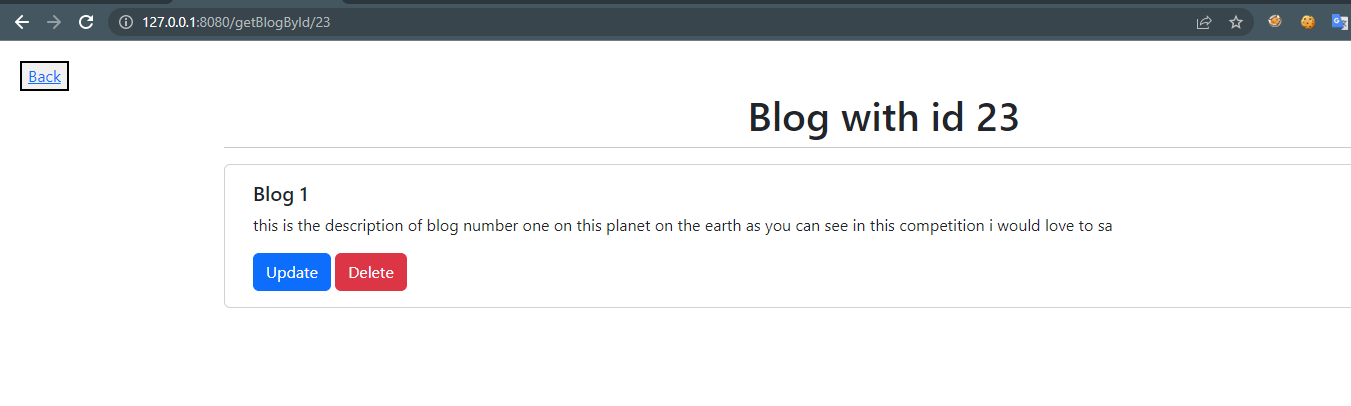 127.0.0.1:8080/getBlogById/23
Back
Blog with id 23
Blog 1
this is the description of blog number one on this planet on the earth as you can see in this competition i would love to sa
Update Delete